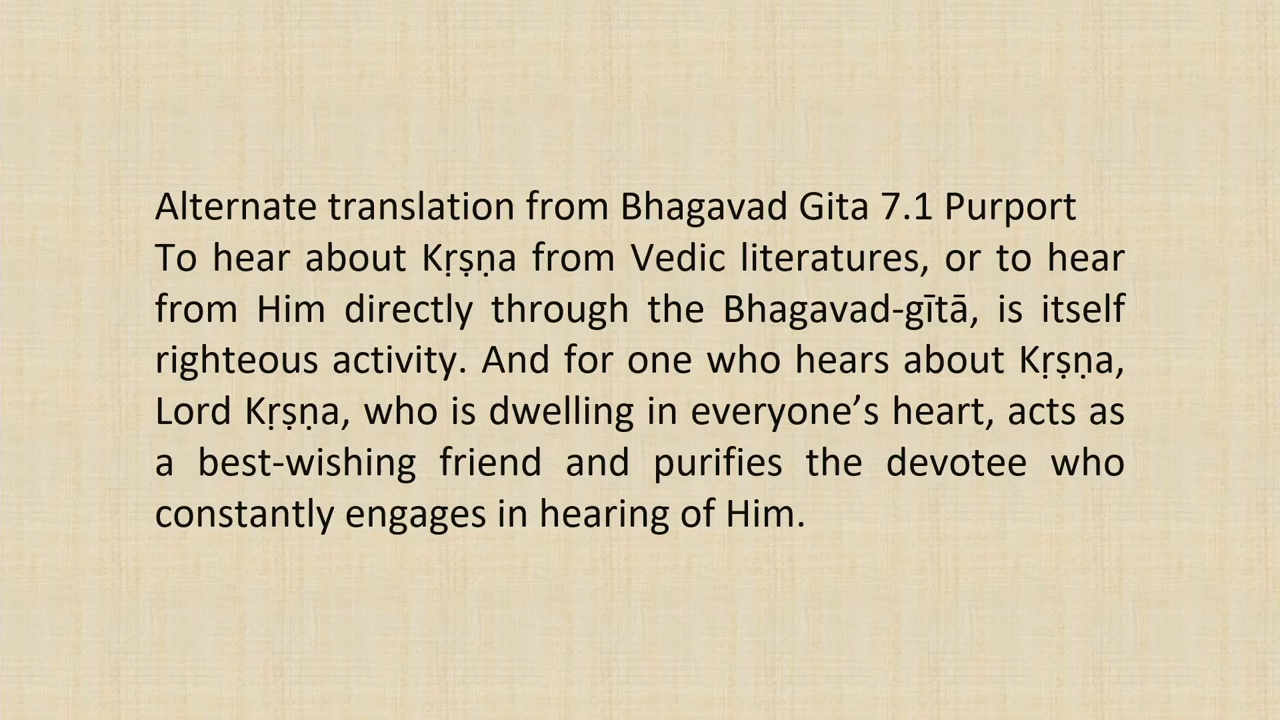 Alternate translation from Bhagavad Gita 7.1 Purport
To hear about Kṛṣṇa from Vedic literatures, or to hear
from Him directly through the Bhagavad-gītā, is itself
righteous activity. And for one who hears about Kṛṣṇa,
Lord Kṛṣṇa, who is dwelling in everyone’s heart, acts as
a best-wishing friend and purifies the devotee who
constantly engages in hearing of Him.